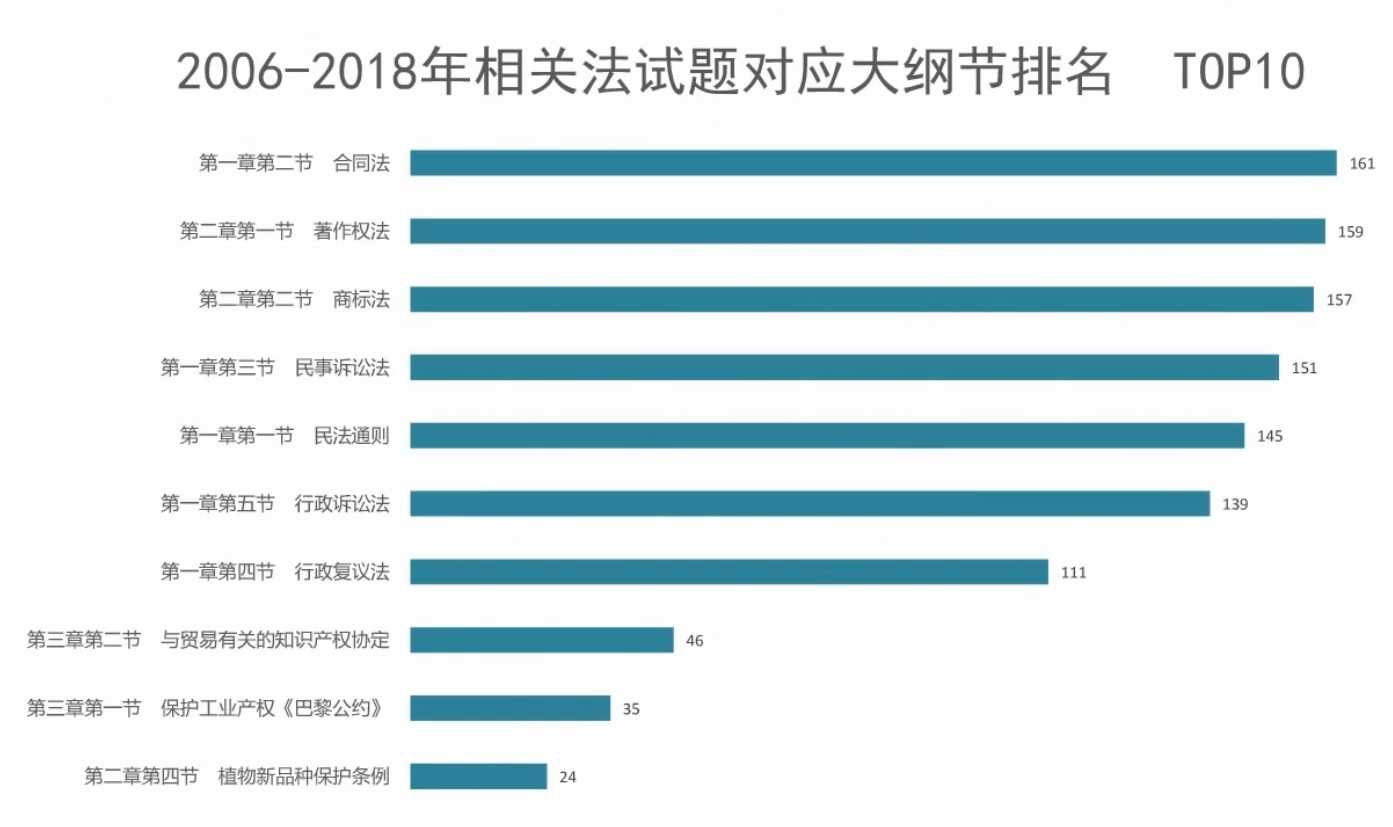 2006-2018年相关法试题对应大纲节排名 TOP10
第一章第二节 合同法 161
第二章第一节 著作权法 159
第二章第二节 商标法 157
第一章第三节 民事诉讼法 151
第一章第一节 民法通则 145
第一章第五节 行政诉讼法 139
第一章第四节 行政复议法 111
第三章第二节 与贸易有关的知识产权协定 46
第三章第一节 保护工业产权《巴黎公约》 35
第二章第四节 植物新品种保护条例 24